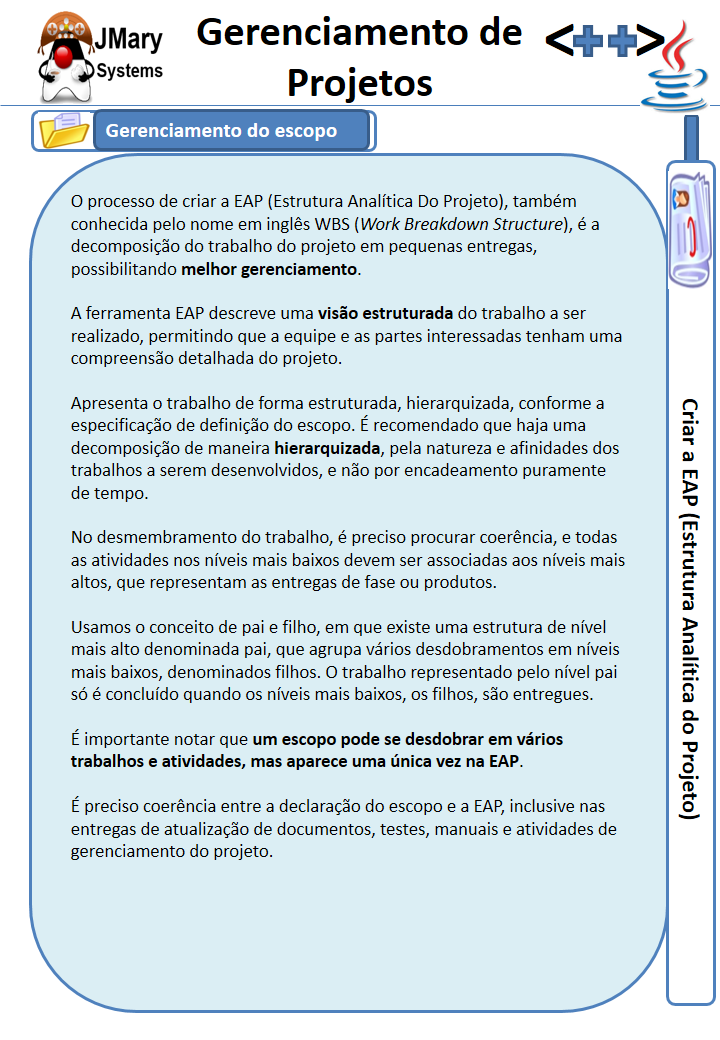 JMary
Systems
Gerenciamento de
Projetos
<++>
Gerenciamento do escopo
O processo de criar a EAP (Estrutura Analítica Do Projeto), também
conhecida pelo nome em inglês WBS (Work Breakdown Structure), é a
decomposição do trabalho do projeto em pequenas entregas,
possibilitando melhor gerenciamento.
A ferramenta EAP descreve uma visão estruturada do trabalho a ser
realizado, permitindo que a equipe e as partes interessadas tenham uma
compreensão detalhada do projeto.
Apresenta o trabalho de forma estruturada, hierarquizada, conforme a
especificação de definição do escopo. É recomendado que haja uma
decomposição de maneira hierarquizada, pela natureza e afinidades dos
trabalhos a serem desenvolvidos, e não por encadeamento puramente
de tempo.
No desmembramento do trabalho, é preciso procurar coerência, e todas
as atividades nos níveis mais baixos devem ser associadas aos níveis mais
altos, que representam as entregas de fase ou produtos.
Usamos o conceito de pai e filho, em que existe uma estrutura de nível
mais alto denominada pai, que agrupa vários desdobramentos em níveis
mais baixos, denominados filhos. O trabalho representado pelo nível pai
só é concluído quando os níveis mais baixos, os filhos, são entregues.
É importante notar que um escopo pode se desdobrar em vários
trabalhos e atividades, mas aparece uma única vez na EAP.
É preciso coerência entre a declaração do escopo e a EAP, inclusive nas
entregas de atualização de documentos, testes, manuais e atividades de
gerenciamento do projeto.
Criar a EAP (Estrutura Analítica do Projeto)